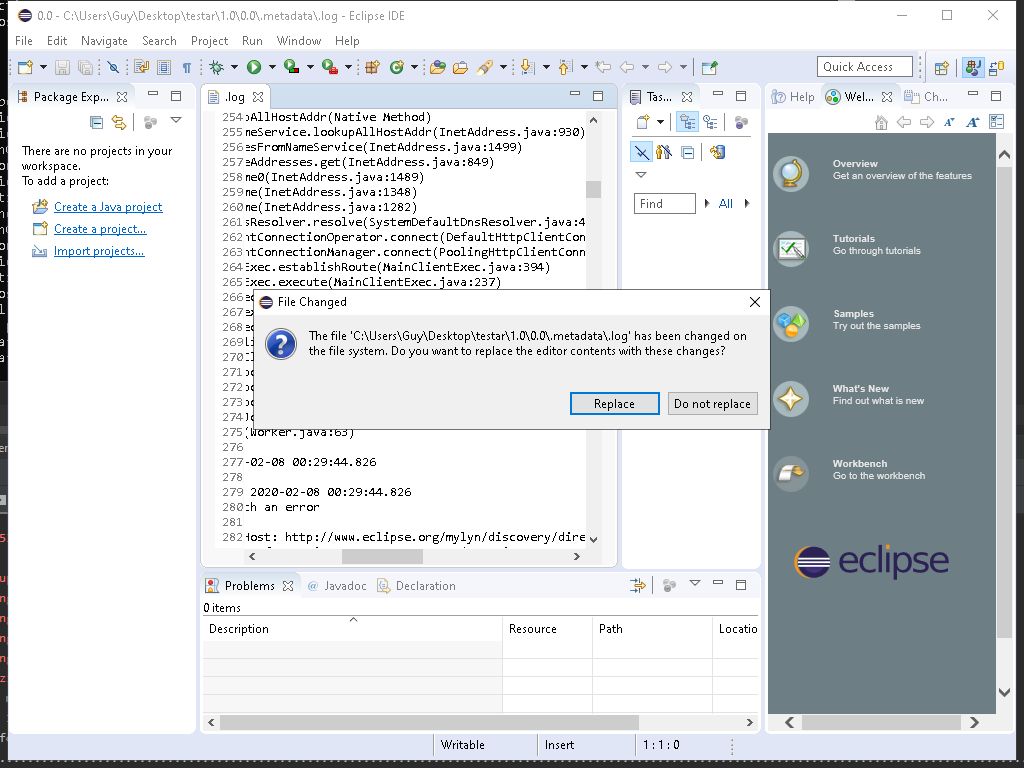 0.0 - C:\Users\Guy\Desktop\testar\1.0\0.0\.metadata\.log - Eclipse IDE
File Edit Navigate Search Project Run Window Help
Quick Access
Package Exp...
There are no projects in your
workspace.
To add a project:
Create a Java project
Create a project...
Import projects...
.log
254 AllHostAddr(Native Method)
255 meService.lookupAllHostAddr(InetAddress.java:930)
256 esFromNameService(InetAddress.java:1499)
257 eAddresses.get(InetAddress.java:849)
258 me0(InetAddress.java:1489)
259 me(InetAddress.java:1348)
260 me(InetAddress.java:1282)
261 sResolver.resolve(SystemDefaultDnsResolver.java:4
262 ntConnectionOperator.connect(DefaultHttpClientCon
263 ntConnectionManager.connect(PoolingHttpClientConn
264 Exec.establishRoute(MainClientExec.java:394)
265 Exec.execute(MainClientExec.java:237)
266
267
268
269
270
271
272
273
274
275 (Worker.java:63)
276
277 -02-08 00:29:44.826
278
279 2020-02-08 00:29:44.826
280 ch an error
281
282 Host: http://www.eclipse.org/mylyn/discovery/dire
File Changed
The file 'C:\Users\Guy\Desktop\testar\1.0\0.0\.metadata\.log' has been changed on
the file system. Do you want to replace the editor contents with these changes?
Replace Do not replace
Tas...
Find All
Help Wel... Ch...
Overview
Get an overview of the features
Tutorials
Go through tutorials
Samples
Try out the samples
What's New
Find out what is new
Workbench
Go to the workbench
eclipse
Problems @ Javadoc Declaration
0 items
Description Resource Path Locatio
Writable Insert 1 : 1 : 0